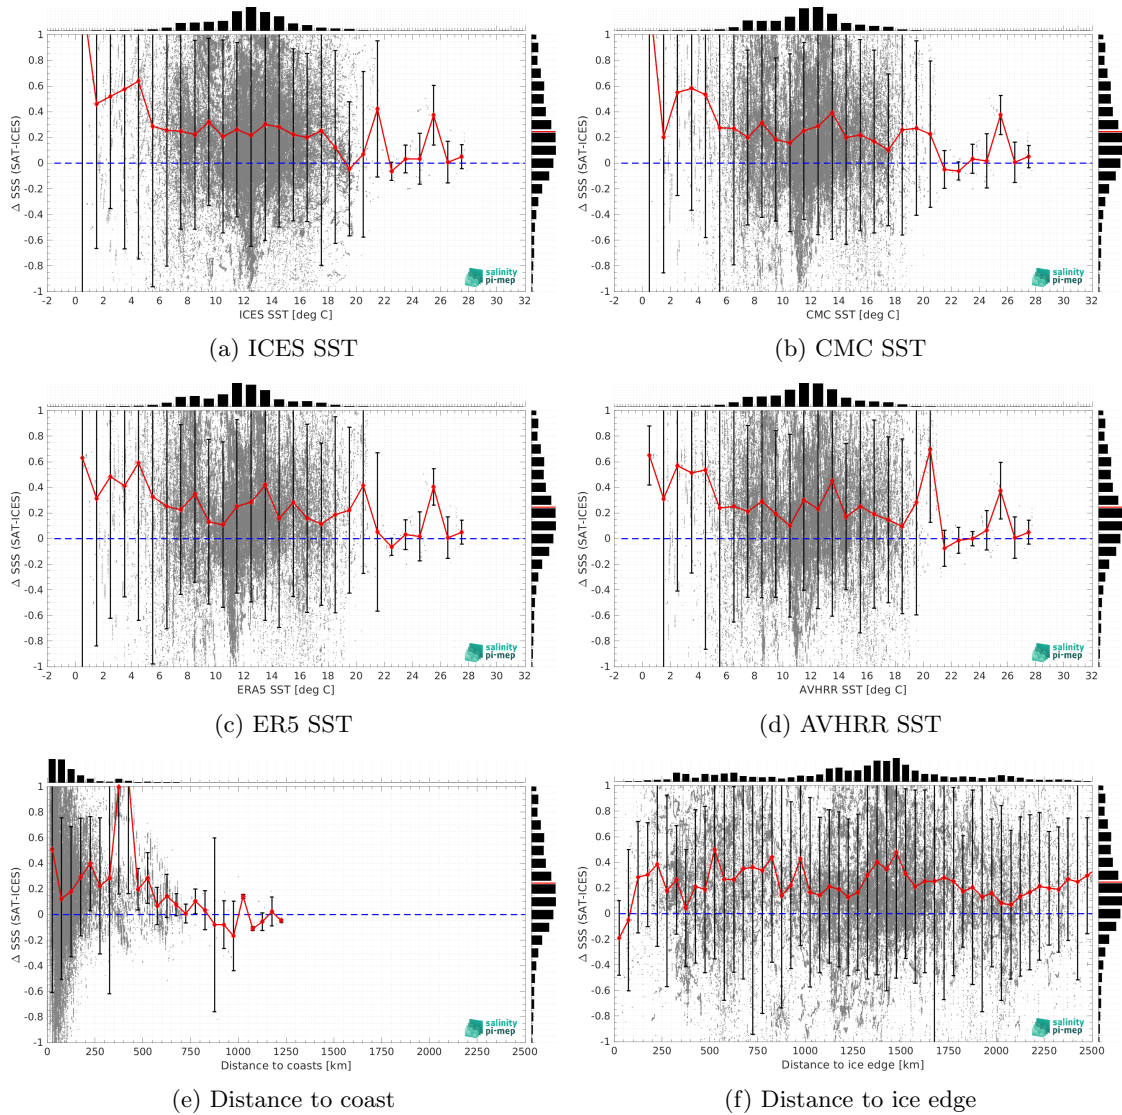 1
0.8
0.6
0.4
0.2
0
-0.2
-0.4
-0.6
-0.8
-1
Δ SSS (SAT-ICES)
-2 0 2 4 6 8 10 12 14 16 18 20 22 24 26 28 30 32
ICES SST [deg C]
salinity
pi-mep
(a) ICES SST
1
0.8
0.6
0.4
0.2
0
-0.2
-0.4
-0.6
-0.8
-1
Δ SSS (SAT-ICES)
-2 0 2 4 6 8 10 12 14 16 18 20 22 24 26 28 30 32
CMC SST [deg C]
salinity
pi-mep
(b) CMC SST
1
0.8
0.6
0.4
0.2
0
-0.2
-0.4
-0.6
-0.8
-1
Δ SSS (SAT-ICES)
-2 0 2 4 6 8 10 12 14 16 18 20 22 24 26 28 30 32
ERA5 SST [deg C]
salinity
pi-mep
(c) ER5 SST
1
0.8
0.6
0.4
0.2
0
-0.2
-0.4
-0.6
-0.8
-1
Δ SSS (SAT-ICES)
-2 0 2 4 6 8 10 12 14 16 18 20 22 24 26 28 30 32
AVHRR SST [deg C]
salinity
pi-mep
(d) AVHRR SST
1
0.8
0.6
0.4
0.2
0
-0.2
-0.4
-0.6
-0.8
-1
Δ SSS (SAT-ICES)
0 250 500 750 1000 1250 1500 1750 2000 2250 2500
Distance to coasts [km]
salinity
pi-mep
(e) Distance to coast
1
0.8
0.6
0.4
0.2
0
-0.2
-0.4
-0.6
-0.8
-1
Δ SSS (SAT-ICES)
0 250 500 750 1000 1250 1500 1750 2000 2250 2500
Distance to ice edge [km]
salinity
pi-mep
(f) Distance to ice edge